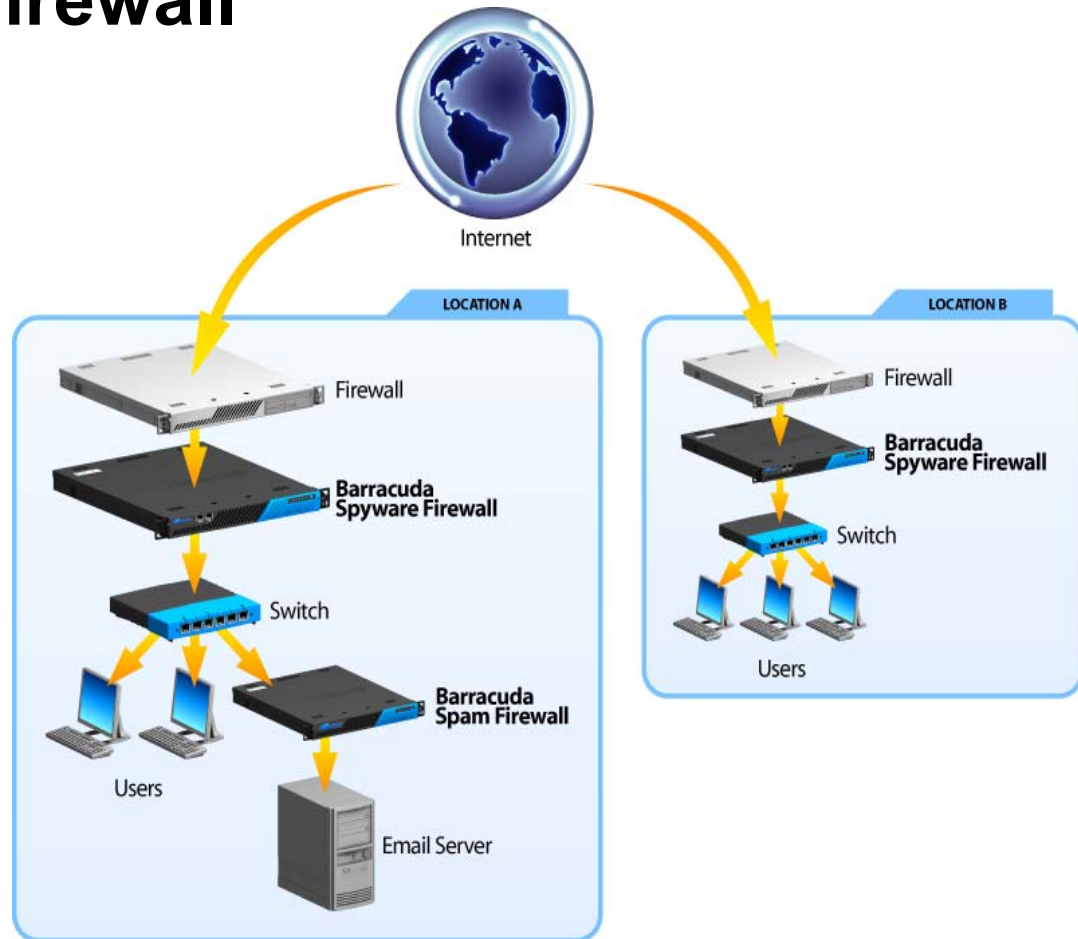 irewall
Internet
LOCATION A
Firewall
Barracuda
Spyware Firewall
Switch
Barracuda
Spam Firewall
Users
Email Server
LOCATION B
Firewall
Barracuda
Spyware Firewall
Switch
Users